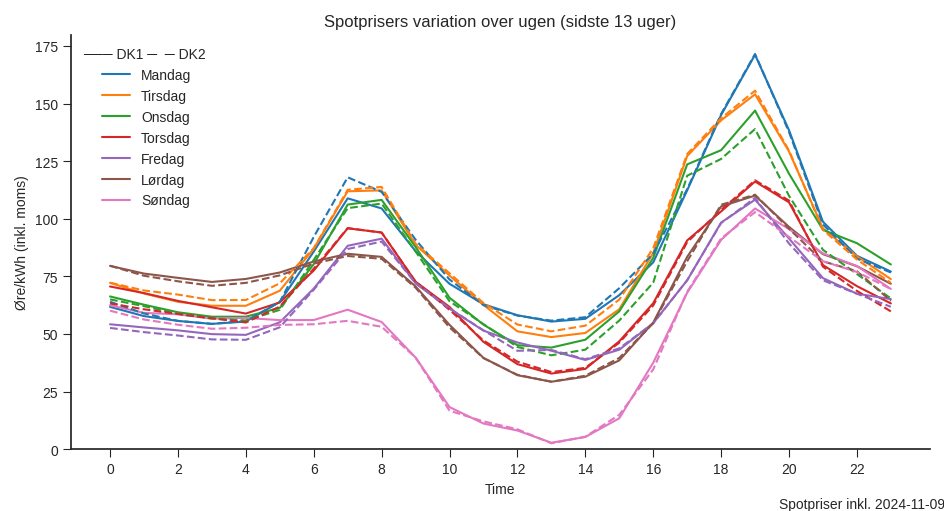 Spotprisers variation over ugen (sidste 13 uger)
DK1 DK2
Mandag
Tirsdag
Onsdag
Torsdag
Fredag
Lørdag
Søndag
Øre/kWh (inkl. moms)
175
150
125
100
75
50
25
0
0 2 4 6 8 10 12 14 16 18 20 22
Time
Spotpriser inkl. 2024-11-09